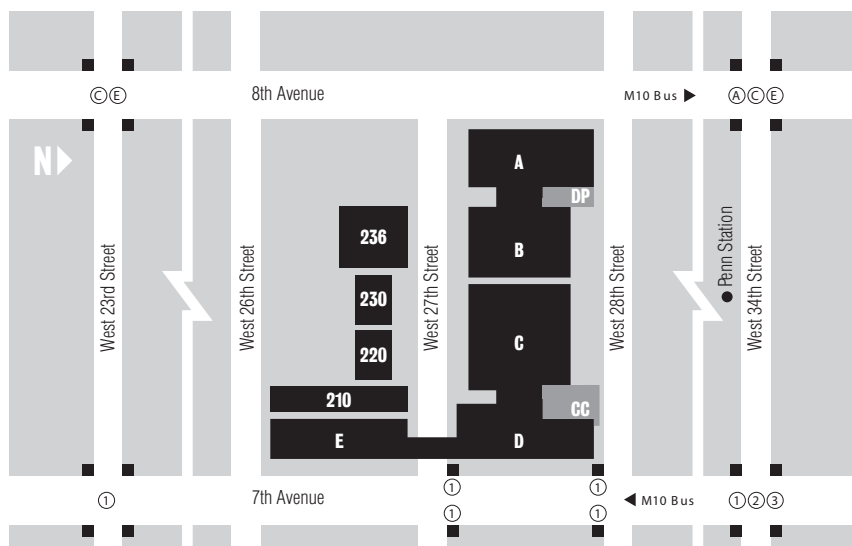 C E
8th Avenue
M10 Bus
A C E
N
A
DP
236
B
Penn Station
West 23rd Street
West 26th Street
230
West 27th Street
C
West 28th Street
West 34th Street
220
210
CC
E
D
1
7th Avenue
1
1
M10 Bus
1 2 3
1
1